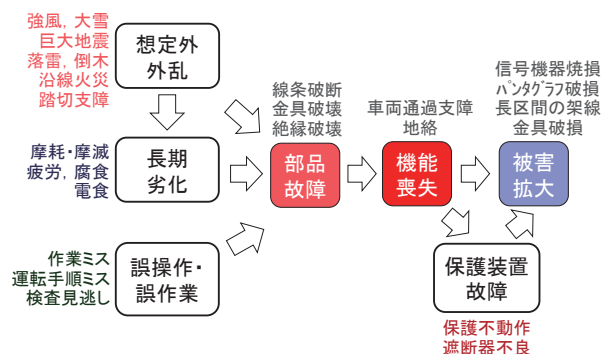 強風, 大雪
巨大地震
落雷, 倒木
沿線火災
踏切支障
想定外
外乱
摩耗・摩滅
疲労, 腐食
電食
長期
劣化
作業ミス
運転手順ミス
検査見逃し
誤操作・
誤作業
線条破断
金具破壊
絶縁破壊
部品
故障
車両通過支障
地絡
機能
喪失
信号機器焼損
パンタグラフ破損
長区間の架線
金具破損
被害
拡大
保護装置
故障
保護不動作
遮断器不良